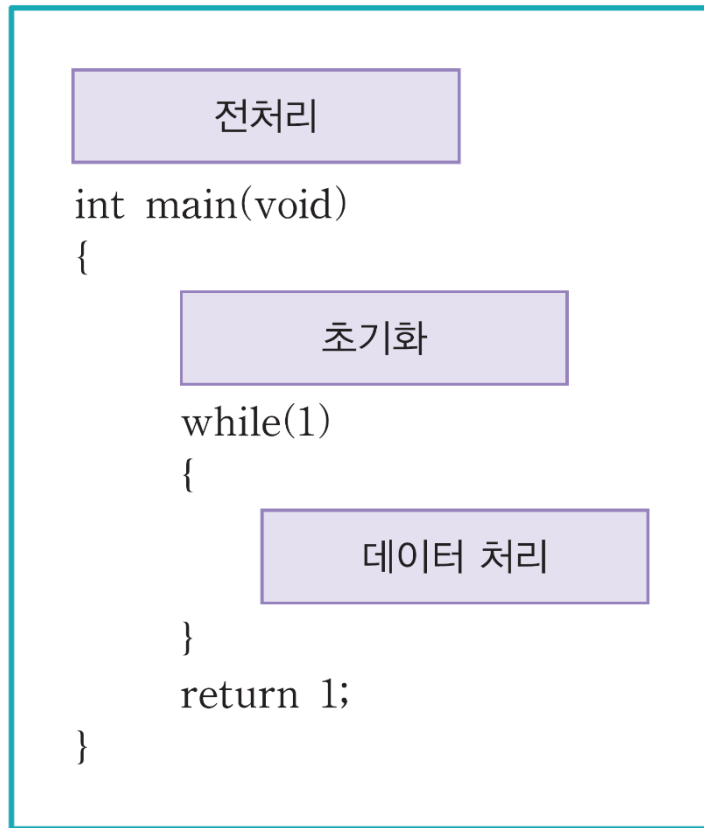 전처리
int main(void)
{
초기화
while(1)
{
데이터 처리
}
return 1;
}